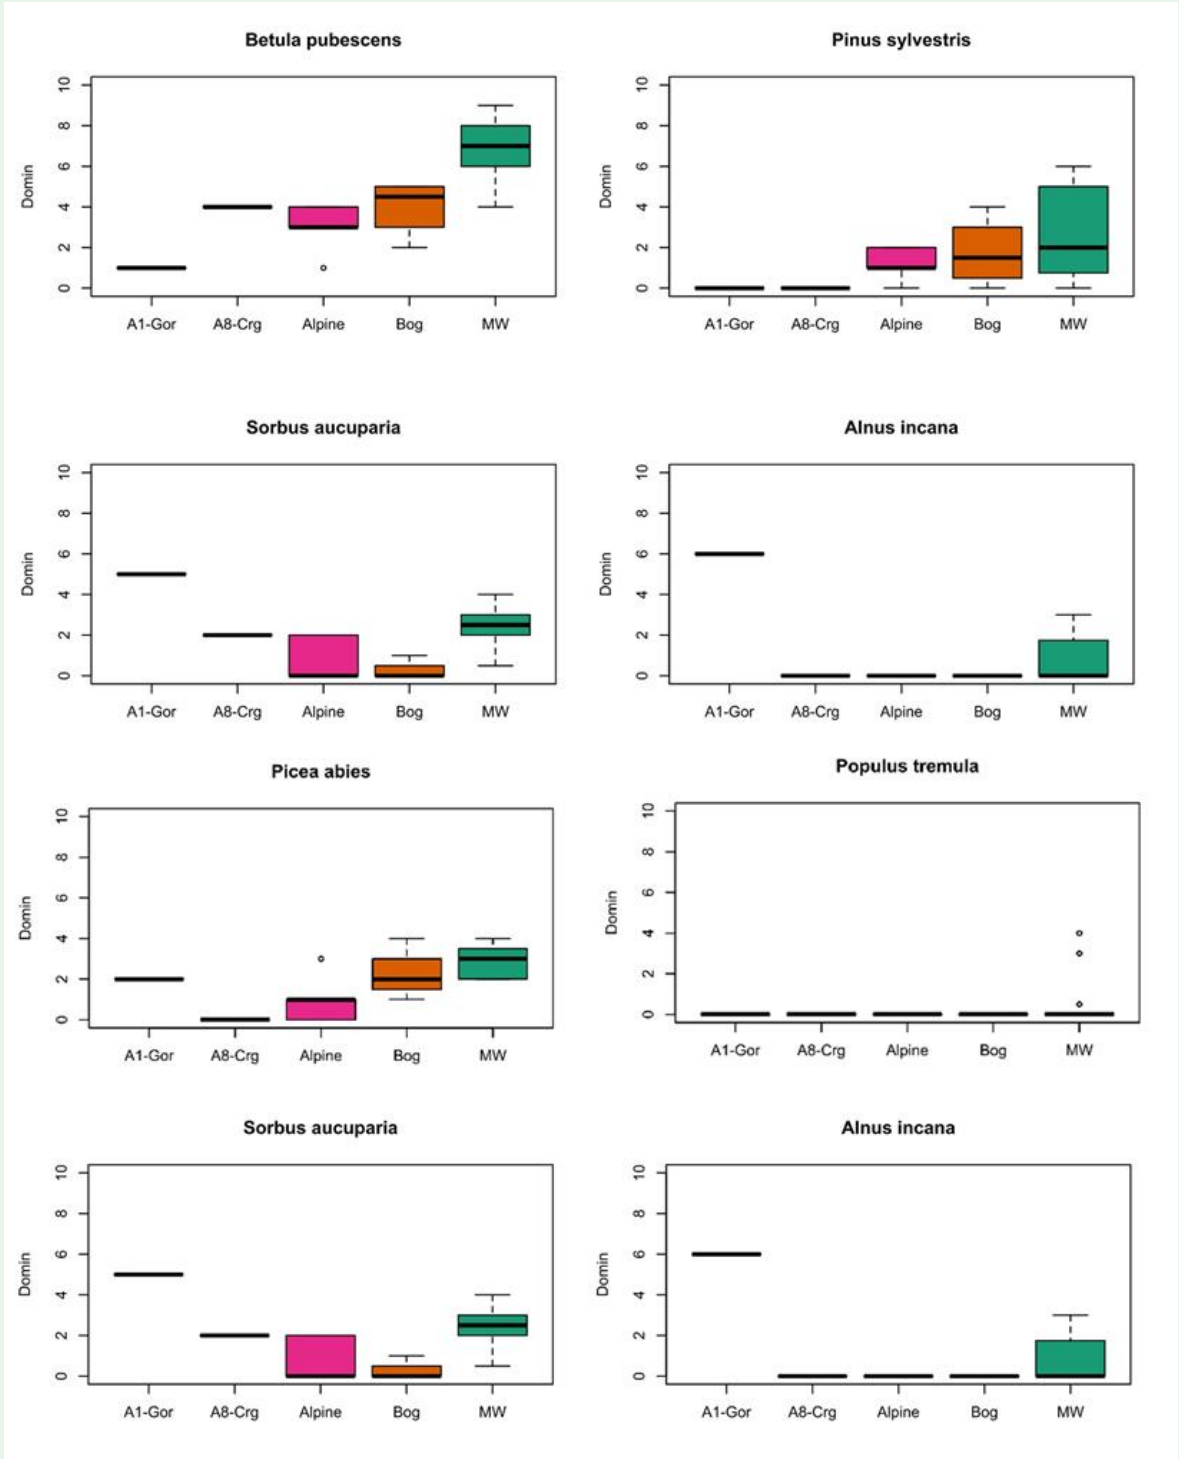 Betula pubescens
Domin
10
8
6
4
2
0
A1-Gor A8-Crg Alpine Bog MW
Pinus sylvestris
Domin
10
8
6
4
2
0
A1-Gor A8-Crg Alpine Bog MW
Sorbus aucuparia
Domin
10
8
6
4
2
0
A1-Gor A8-Crg Alpine Bog MW
Alnus incana
Domin
10
8
6
4
2
0
A1-Gor A8-Crg Alpine Bog MW
Picea abies
Domin
10
8
6
4
2
0
A1-Gor A8-Crg Alpine Bog MW
Populus tremula
Domin
10
8
6
4
2
0
A1-Gor A8-Crg Alpine Bog MW
Sorbus aucuparia
Domin
10
8
6
4
2
0
A1-Gor A8-Crg Alpine Bog MW
Alnus incana
Domin
10
8
6
4
2
0
A1-Gor A8-Crg Alpine Bog MW